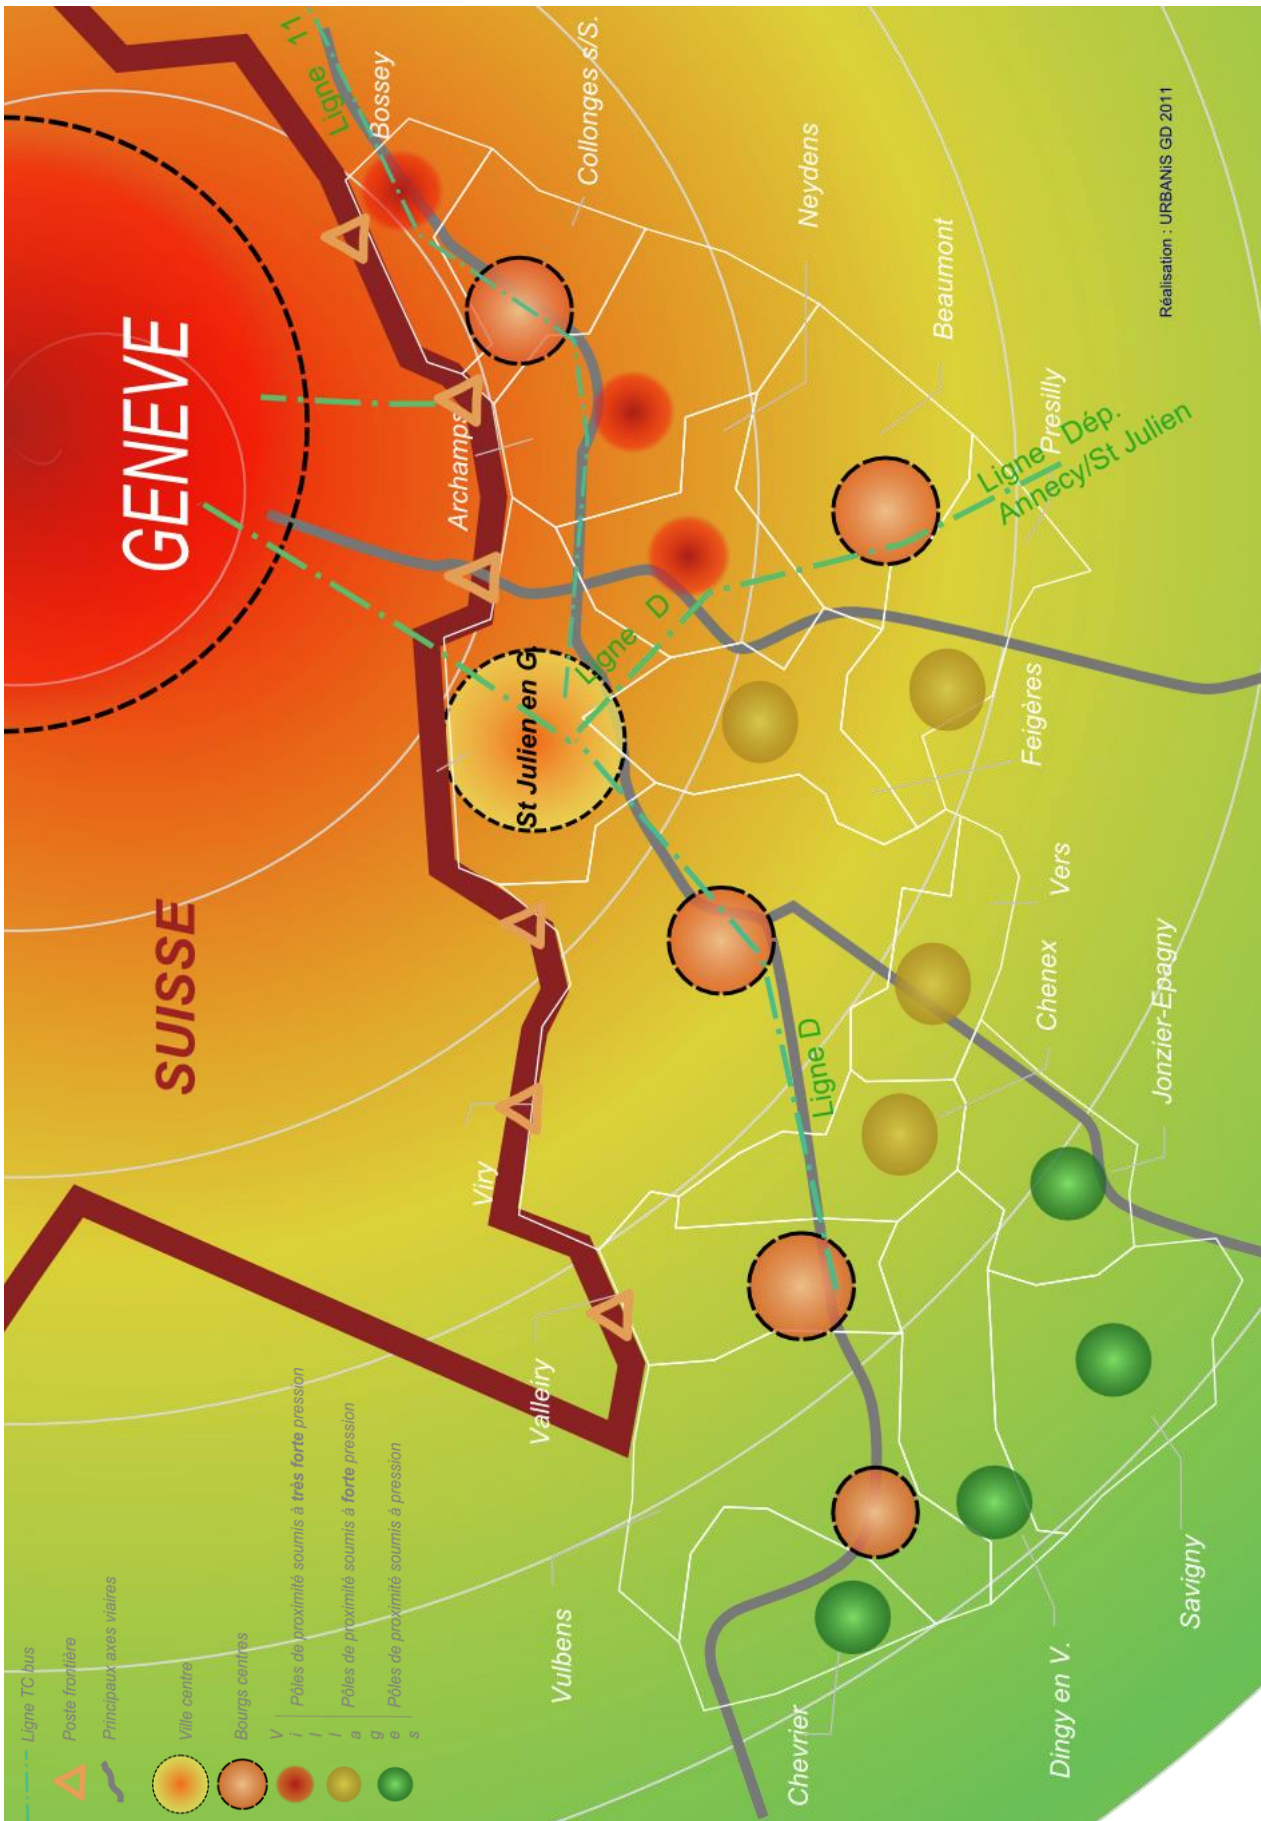 GENEVE
SUISSE
Ligne 11
Bossey
Collonges s/S.
Neydens
Beaumont
Presilly
Archamps
Ligne Dép.
Annecy/St Julien
Ligne D
St Julien en G.
Feigères
Vers
Chenex
Jonzier-Epagny
Ligne D
Viry
Valleiry
Vulbens
Chevrier
Dingy en V.
Savigny
Ligne TC bus
Poste frontière
Principaux axes viaires
Ville centre
Bourgs centres
Villages
Pôles de proximité soumis à très forte pression
Pôles de proximité soumis à forte pression
Pôles de proximité soumis à pression
Réalisation : URBANiS GD 2011